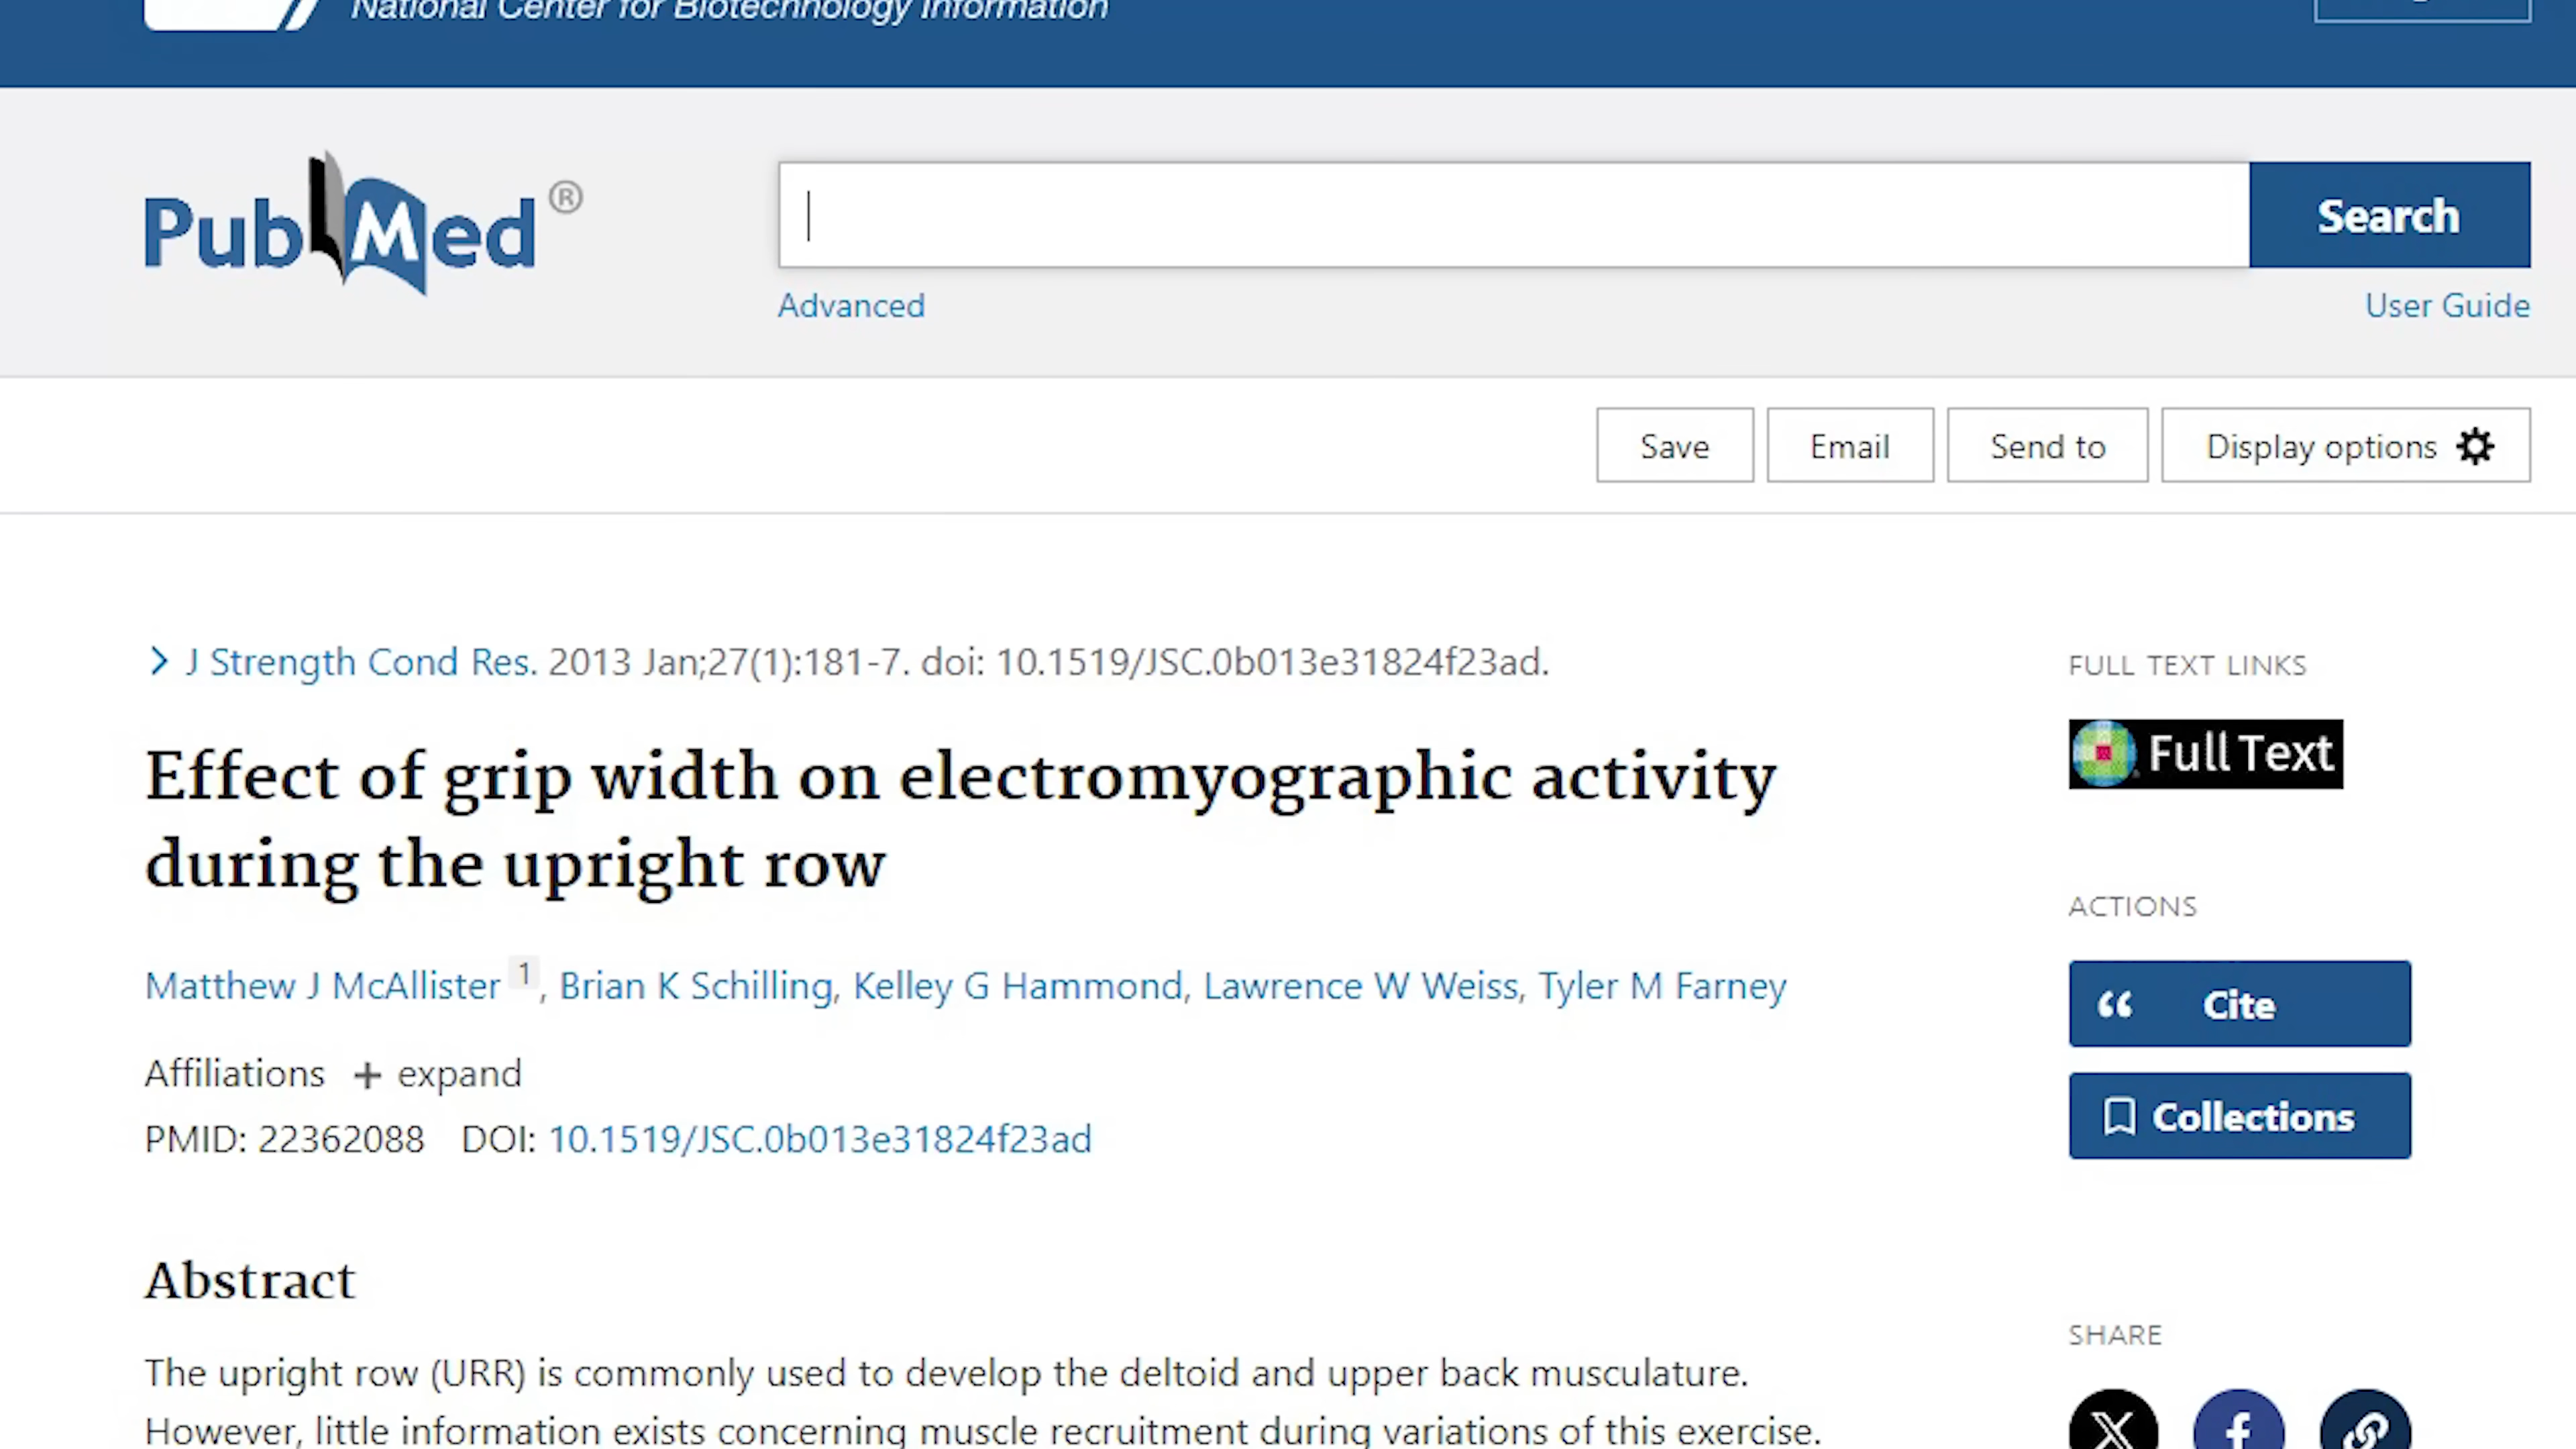 National Center for Biotechnology Information
PubMed®
Search
Advanced
User Guide
Save
Email
Send to
Display options
J Strength Cond Res. 2013 Jan;27(1):181-7. doi: 10.1519/JSC.0b013e31824f23ad.
Effect of grip width on electromyographic activity
during the upright row
Matthew J McAllister 1, Brian K Schilling, Kelley G Hammond, Lawrence W Weiss, Tyler M Farney
Affiliations + expand
PMID: 22362088 DOI: 10.1519/JSC.0b013e31824f23ad
Abstract
The upright row (URR) is commonly used to develop the deltoid and upper back musculature.
However, little information exists concerning muscle recruitment during variations of this exercise.
FULL TEXT LINKS
Full Text
ACTIONS
Cite
Collections
SHARE